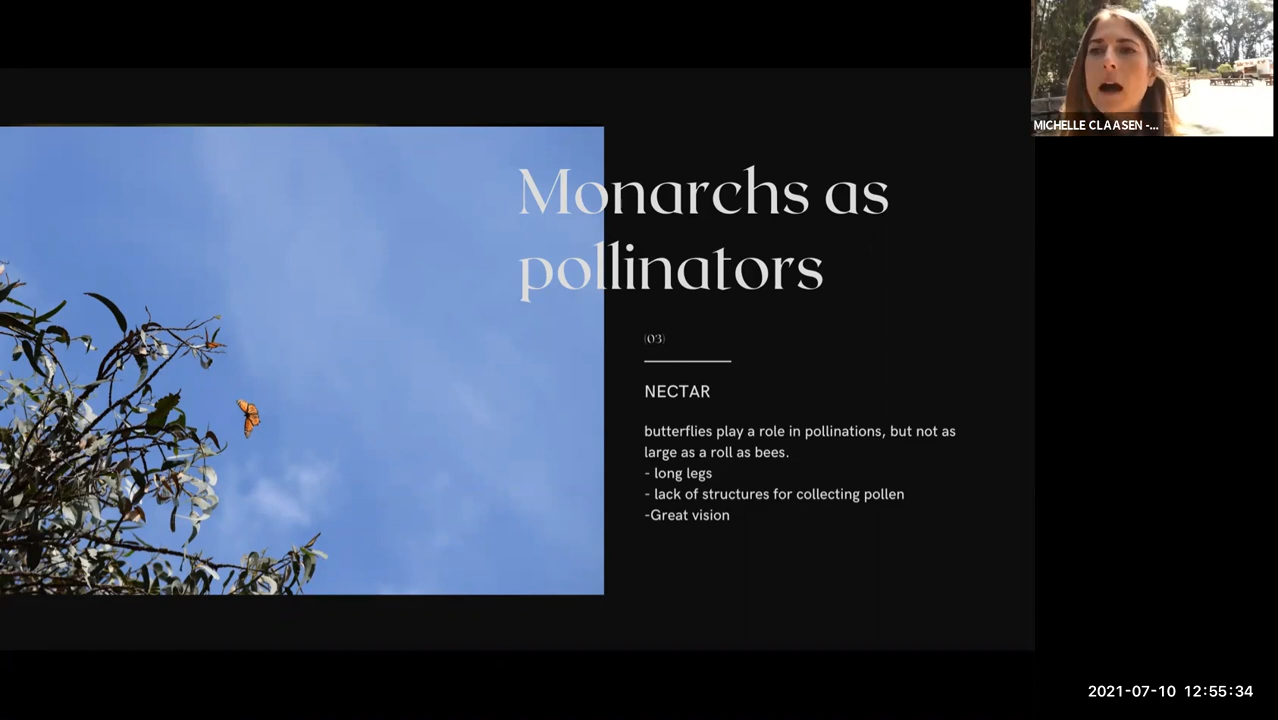 MICHELLE CLAASEN -...
Monarchs as
pollinators
(03)
NECTAR
butterflies play a role in pollinations, but not as
large as a roll as bees.
- long legs
- lack of structures for collecting pollen
-Great vision
2021-07-10 12:55:34